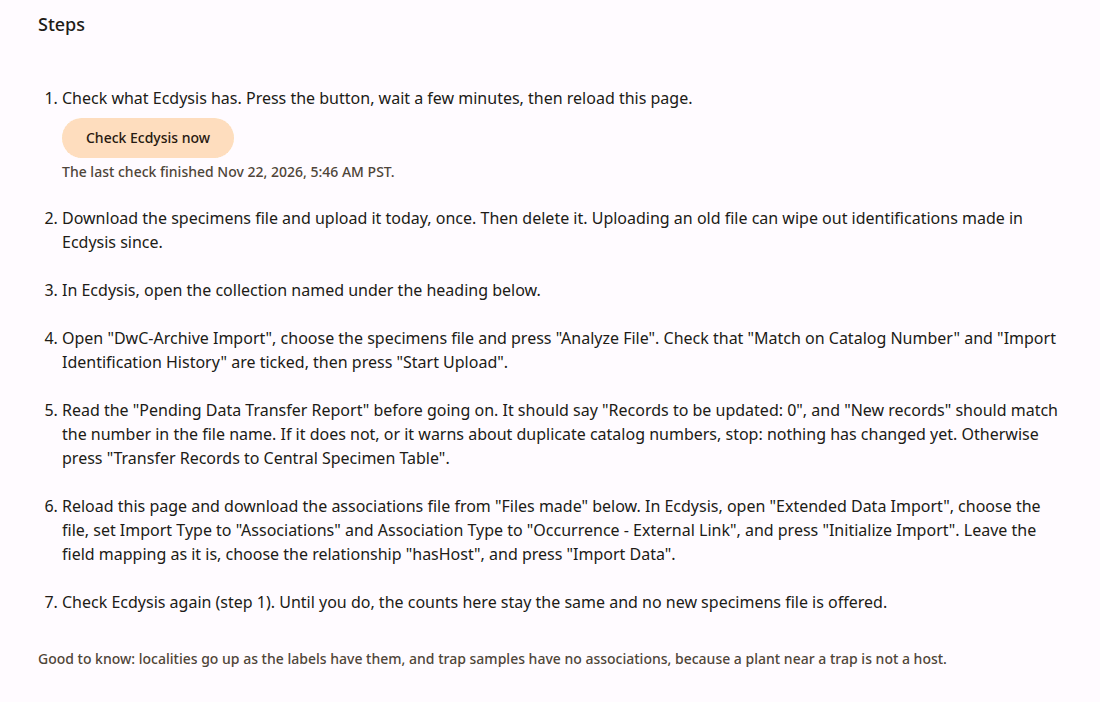 Steps
1. Check what Ecdysis has. Press the button, wait a few minutes, then reload this page.
Check Ecdysis now
The last check finished Nov 22, 2026, 5:46 AM PST.
2. Download the specimens file and upload it today, once. Then delete it. Uploading an old file can wipe out identifications made in
Ecdysis since.
3. In Ecdysis, open the collection named under the heading below.
4. Open "DwC-Archive Import", choose the specimens file and press "Analyze File". Check that "Match on Catalog Number" and "Import
Identification History" are ticked, then press "Start Upload".
5. Read the "Pending Data Transfer Report" before going on. It should say "Records to be updated: 0", and "New records" should match
the number in the file name. If it does not, or it warns about duplicate catalog numbers, stop: nothing has changed yet. Otherwise
press "Transfer Records to Central Specimen Table".
6. Reload this page and download the associations file from "Files made" below. In Ecdysis, open "Extended Data Import", choose the
file, set Import Type to "Associations" and Association Type to "Occurrence - External Link", and press "Initialize Import". Leave the
field mapping as it is, choose the relationship "hasHost", and press "Import Data".
7. Check Ecdysis again (step 1). Until you do, the counts here stay the same and no new specimens file is offered.
Good to know: localities go up as the labels have them, and trap samples have no associations, because a plant near a trap is not a host.